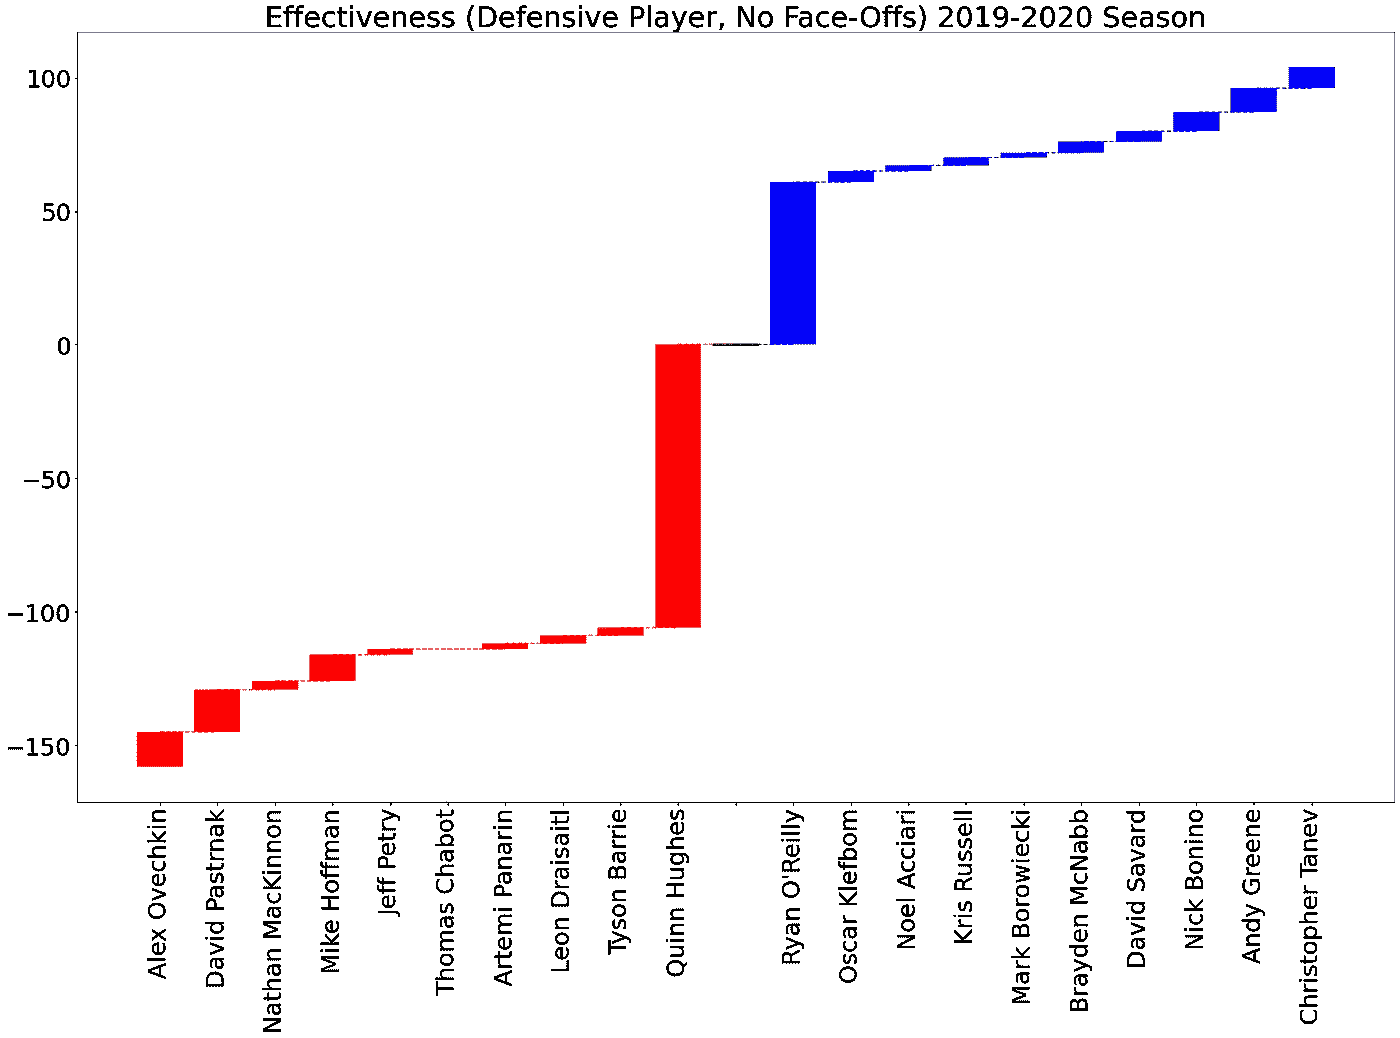 Effectiveness (Defensive Player, No Face-Offs) 2019-2020 Season
100
50
0
−50
−100
−150
Alex Ovechkin
David Pastrnak
Nathan MacKinnon
Mike Hoffman
Jeff Petry
Thomas Chabot
Artemi Panarin
Leon Draisaitl
Tyson Barrie
Quinn Hughes
Ryan O'Reilly
Oscar Klefbom
Noel Acciari
Kris Russell
Mark Borowiecki
Brayden McNabb
David Savard
Nick Bonino
Andy Greene
Christopher Tanev